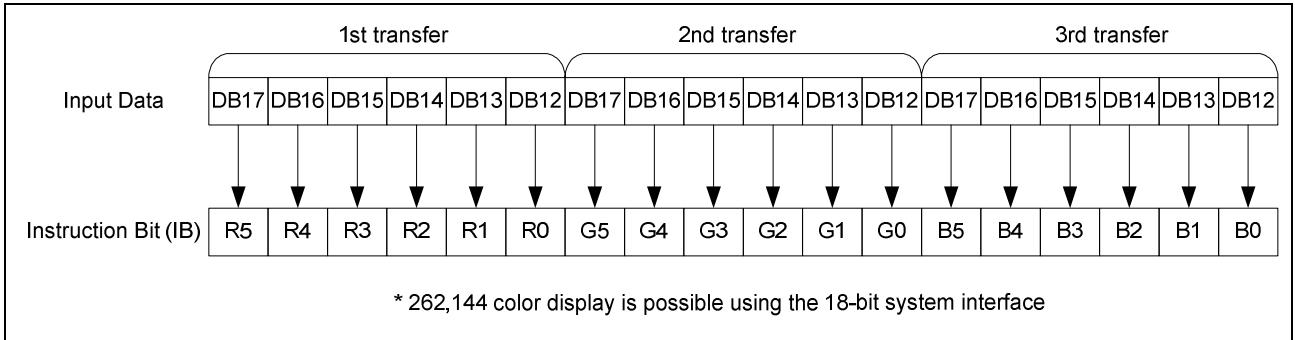 1st transfer 2nd transfer 3rd transfer
Input Data DB17 DB16 DB15 DB14 DB13 DB12 DB17 DB16 DB15 DB14 DB13 DB12 DB17 DB16 DB15 DB14 DB13 DB12
Instruction Bit (IB) R5 R4 R3 R2 R1 R0 G5 G4 G3 G2 G1 G0 B5 B4 B3 B2 B1 B0
* 262,144 color display is possible using the 18-bit system interface